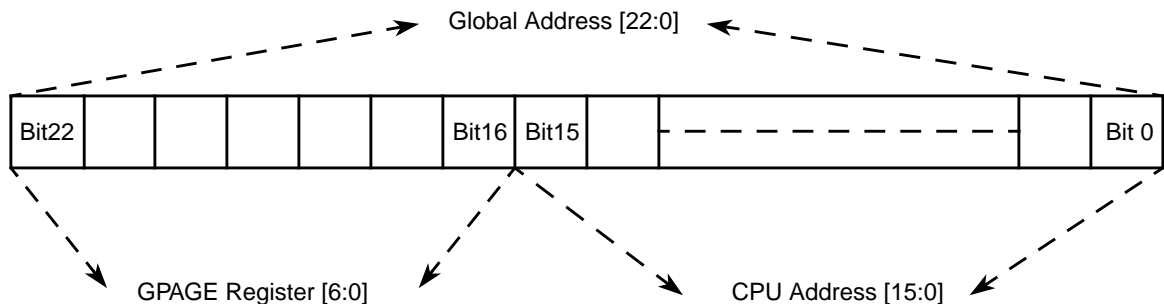 Global Address [22:0]
Bit22 Bit16 Bit15 Bit 0
GPAGE Register [6:0] CPU Address [15:0]